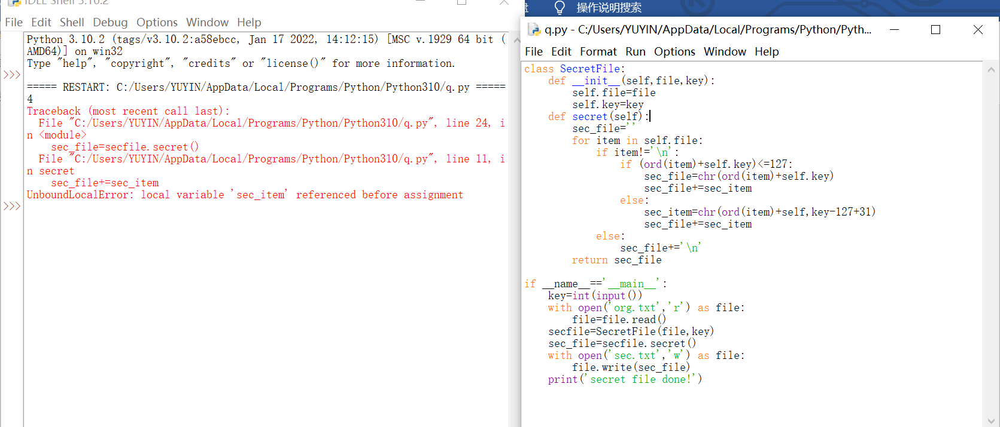 IDLE Shell 3.10.2
File Edit Shell Debug Options Window Help
Python 3.10.2 (tags/v3.10.2:a58ebcc, Jan 17 2022, 14:12:15) [MSC v.1929 64 bit (
AMD64)] on win32
Type "help", "copyright", "credits" or "license()" for more information.
>>>
===== RESTART: C:/Users/YUYIN/AppData/Local/Programs/Python/Python310/q.py =====
4
Traceback (most recent call last):
  File "C:/Users/YUYIN/AppData/Local/Programs/Python/Python310/q.py", line 24, i
n <module>
    sec_file=secfile.secret()
  File "C:/Users/YUYIN/AppData/Local/Programs/Python/Python310/q.py", line 11, i
n secret
    sec_file+=sec_item
UnboundLocalError: local variable 'sec_item' referenced before assignment
>>>
操作说明搜索
q.py - C:/Users/YUYIN/AppData/Local/Programs/Python/Pyth...
File Edit Format Run Options Window Help
class SecretFile:
    def __init__(self,file,key):
        self.file=file
        self.key=key
    def secret(self):
        sec_file=''
        for item in self.file:
            if item!='\n':
                if (ord(item)+self.key)<=127:
                    sec_file=chr(ord(item)+self.key)
                    sec_file+=sec_item
                else:
                    sec_item=chr(ord(item)+self,key-127+31)
                    sec_file+=sec_item
            else:
                sec_file+='\n'
        return sec_file

if __name__=='__main__':
    key=int(input())
    with open('org.txt','r') as file:
        file=file.read()
    secfile=SecretFile(file,key)
    sec_file=secfile.secret()
    with open('sec.txt','w') as file:
        file.write(sec_file)
    print('secret file done!')